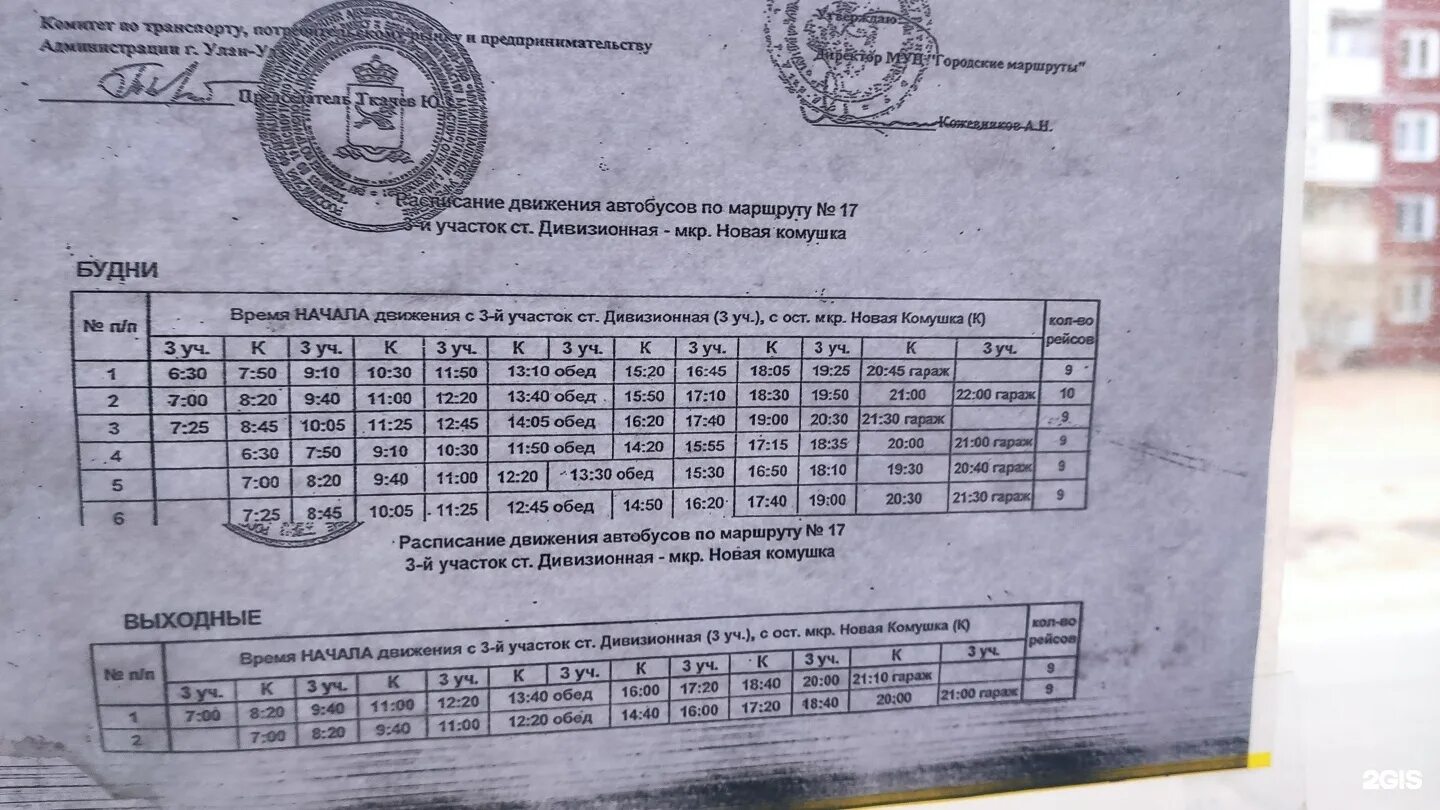 Комитет по транспорту, потребительскому рынку и предпринимательству
Администрации г. Улан-Удэ
Председатель Ткачев Ю.
Утверждаю:
Директор МУП "Городские маршруты"
Кожевников А.Н.
Расписание движения автобусов по маршруту № 17
3-й участок ст. Дивизионная - мкр. Новая комушка
БУДНИ
№ п/п Время НАЧАЛА движения с 3-й участок ст. Дивизионная (3 уч.), с ост. мкр. Новая Комушка (К) кол-во рейсов
3 уч. К 3 уч. К 3 уч. К 3 уч. К 3 уч. К 3 уч. К 3 уч.
1 6:30 7:50 9:10 10:30 11:50 13:10 обед 15:20 16:45 18:05 19:25 20:45 гараж 9
2 7:00 8:20 9:40 11:00 12:20 13:40 обед 15:50 17:10 18:30 19:50 21:00 22:00 гараж 10
3 7:25 8:45 10:05 11:25 12:45 14:05 обед 16:20 17:40 19:00 20:30 21:30 гараж 9
4 6:30 7:50 9:10 10:30 11:50 обед 14:20 15:55 17:15 18:35 20:00 21:00 гараж 9
5 7:00 8:20 9:40 11:00 12:20 13:30 обед 15:30 16:50 18:10 19:30 20:40 гараж 9
6 7:25 8:45 10:05 11:25 12:45 обед 14:50 16:20 17:40 19:00 20:30 21:30 гараж 9
Расписание движения автобусов по маршруту № 17
3-й участок ст. Дивизионная - мкр. Новая комушка
ВЫХОДНЫЕ
№ п/п Время НАЧАЛА движения с 3-й участок ст. Дивизионная (3 уч.), с ост. мкр. Новая Комушка (К) кол-во рейсов
3 уч. К 3 уч. К 3 уч. К 3 уч. К 3 уч. К 3 уч. К 3 уч.
1 7:00 8:20 9:40 11:00 12:20 13:40 обед 16:00 17:20 18:40 20:00 21:10 гараж 9
2 7:00 8:20 9:40 11:00 12:20 обед 14:40 16:00 17:20 18:40 20:00 21:00 гараж 9
2GIS